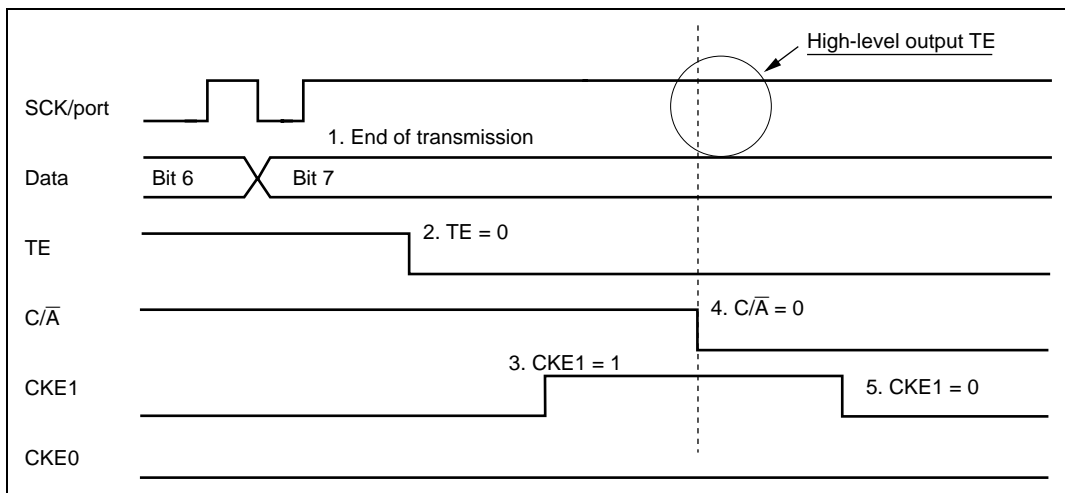 High-level output TE
SCK/port
1. End of transmission
Data
Bit 6
Bit 7
TE
2. TE = 0
C/A̅
4. C/A̅ = 0
CKE1
3. CKE1 = 1
5. CKE1 = 0
CKE0